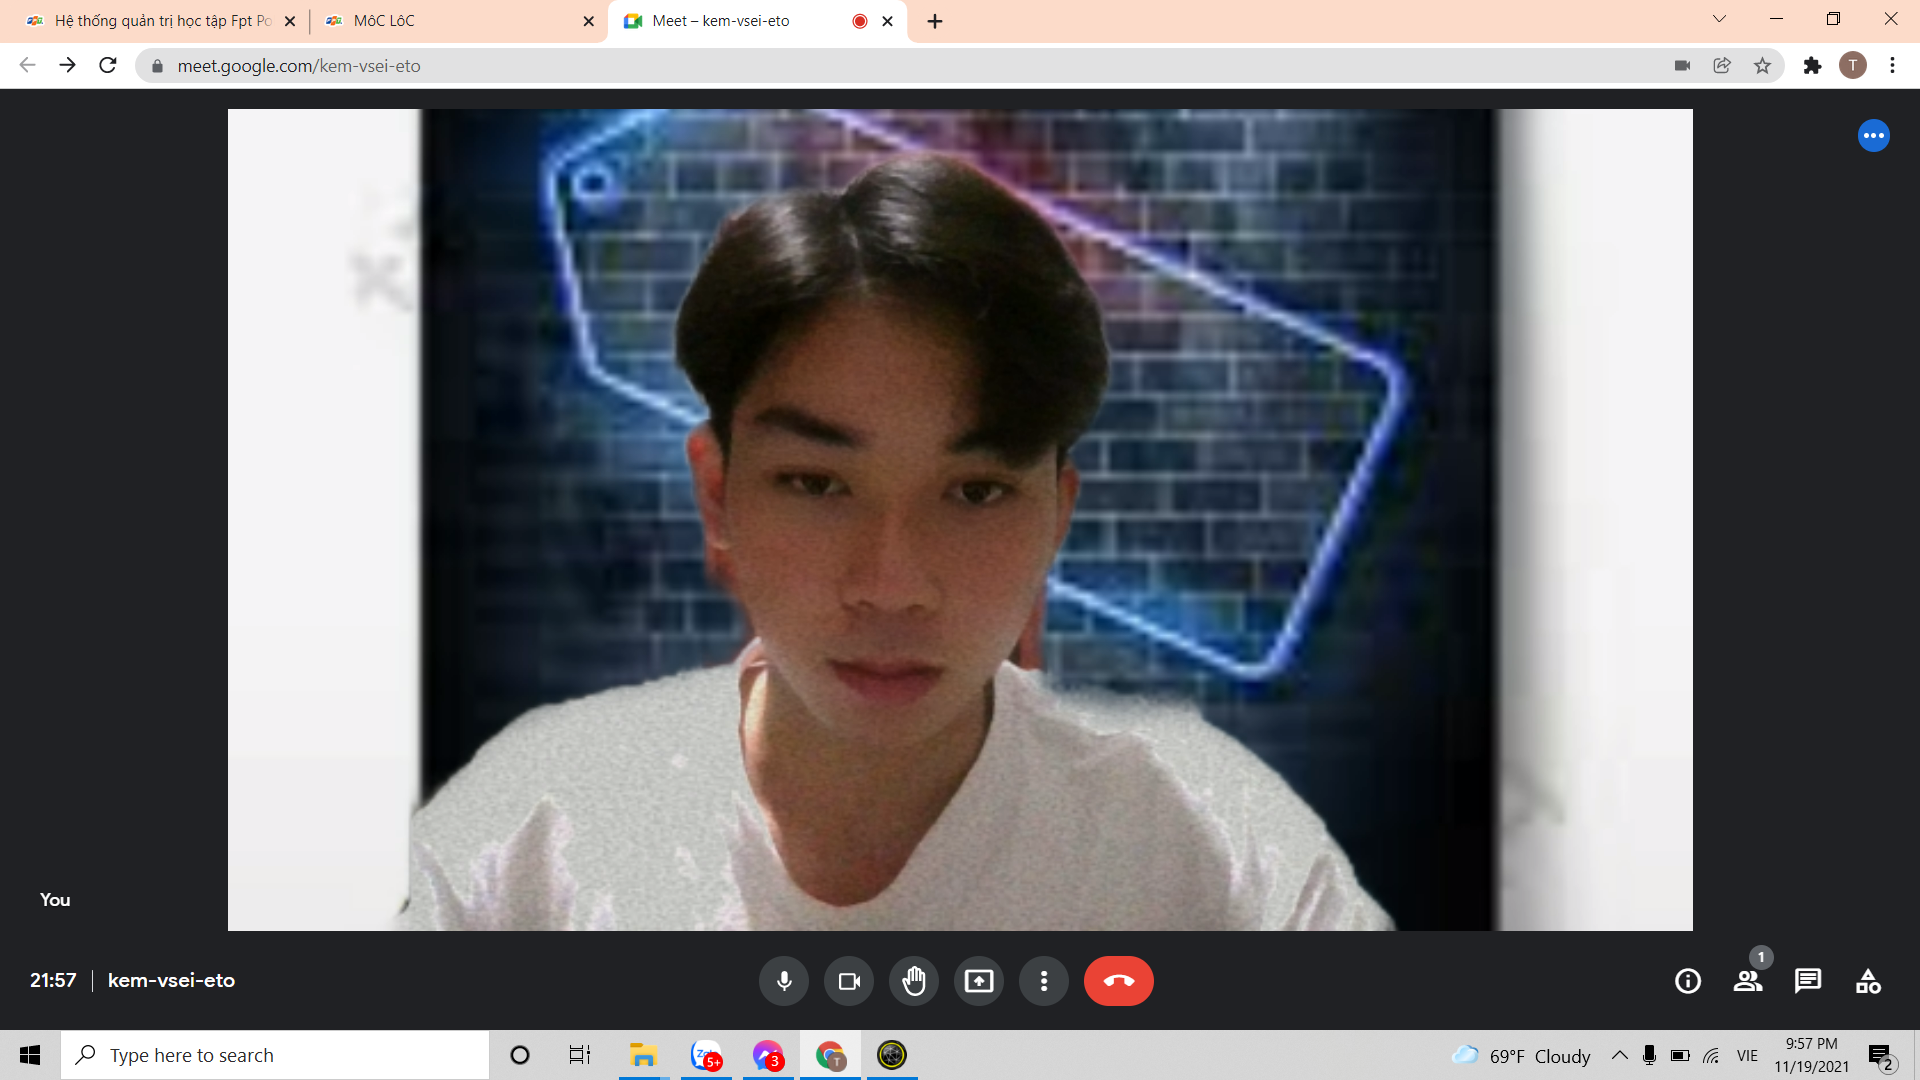 Hệ thống quản trị học tập Fpt Po
MôC LôC
Meet – kem-vsei-eto
meet.google.com/kem-vsei-eto
T
You
21:57 | kem-vsei-eto
1
Type here to search
Zalo
5+
3
T
69°F Cloudy
VIE
9:57 PM
11/19/2021
2